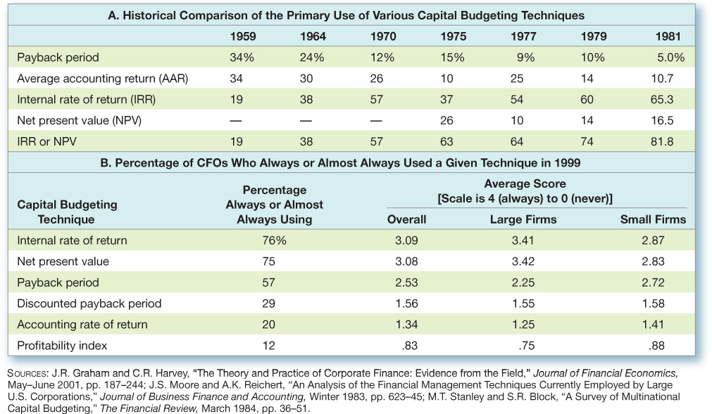 A. Historical Comparison of the Primary Use of Various Capital Budgeting Techniques
1959 1964 1970 1975 1977 1979 1981
Payback period 34% 24% 12% 15% 9% 10% 5.0%
Average accounting return (AAR) 34 30 26 10 25 14 10.7
Internal rate of return (IRR) 19 38 57 37 54 60 65.3
Net present value (NPV) — — — 26 10 14 16.5
IRR or NPV 19 38 57 63 64 74 81.8
B. Percentage of CFOs Who Always or Almost Always Used a Given Technique in 1999
Average Score
[Scale is 4 (always) to 0 (never)]
Capital Budgeting Technique Percentage Always or Almost Always Using Overall Large Firms Small Firms
Internal rate of return 76% 3.09 3.41 2.87
Net present value 75 3.08 3.42 2.83
Payback period 57 2.53 2.25 2.72
Discounted payback period 29 1.56 1.55 1.58
Accounting rate of return 20 1.34 1.25 1.41
Profitability index 12 .83 .75 .88
SOURCES: J.R. Graham and C.R. Harvey, "The Theory and Practice of Corporate Finance: Evidence from the Field," Journal of Financial Economics,
May–June 2001, pp. 187–244; J.S. Moore and A.K. Reichert, "An Analysis of the Financial Management Techniques Currently Employed by Large
U.S. Corporations," Journal of Business Finance and Accounting, Winter 1983, pp. 623–45; M.T. Stanley and S.R. Block, "A Survey of Multinational
Capital Budgeting," The Financial Review, March 1984, pp. 36–51.